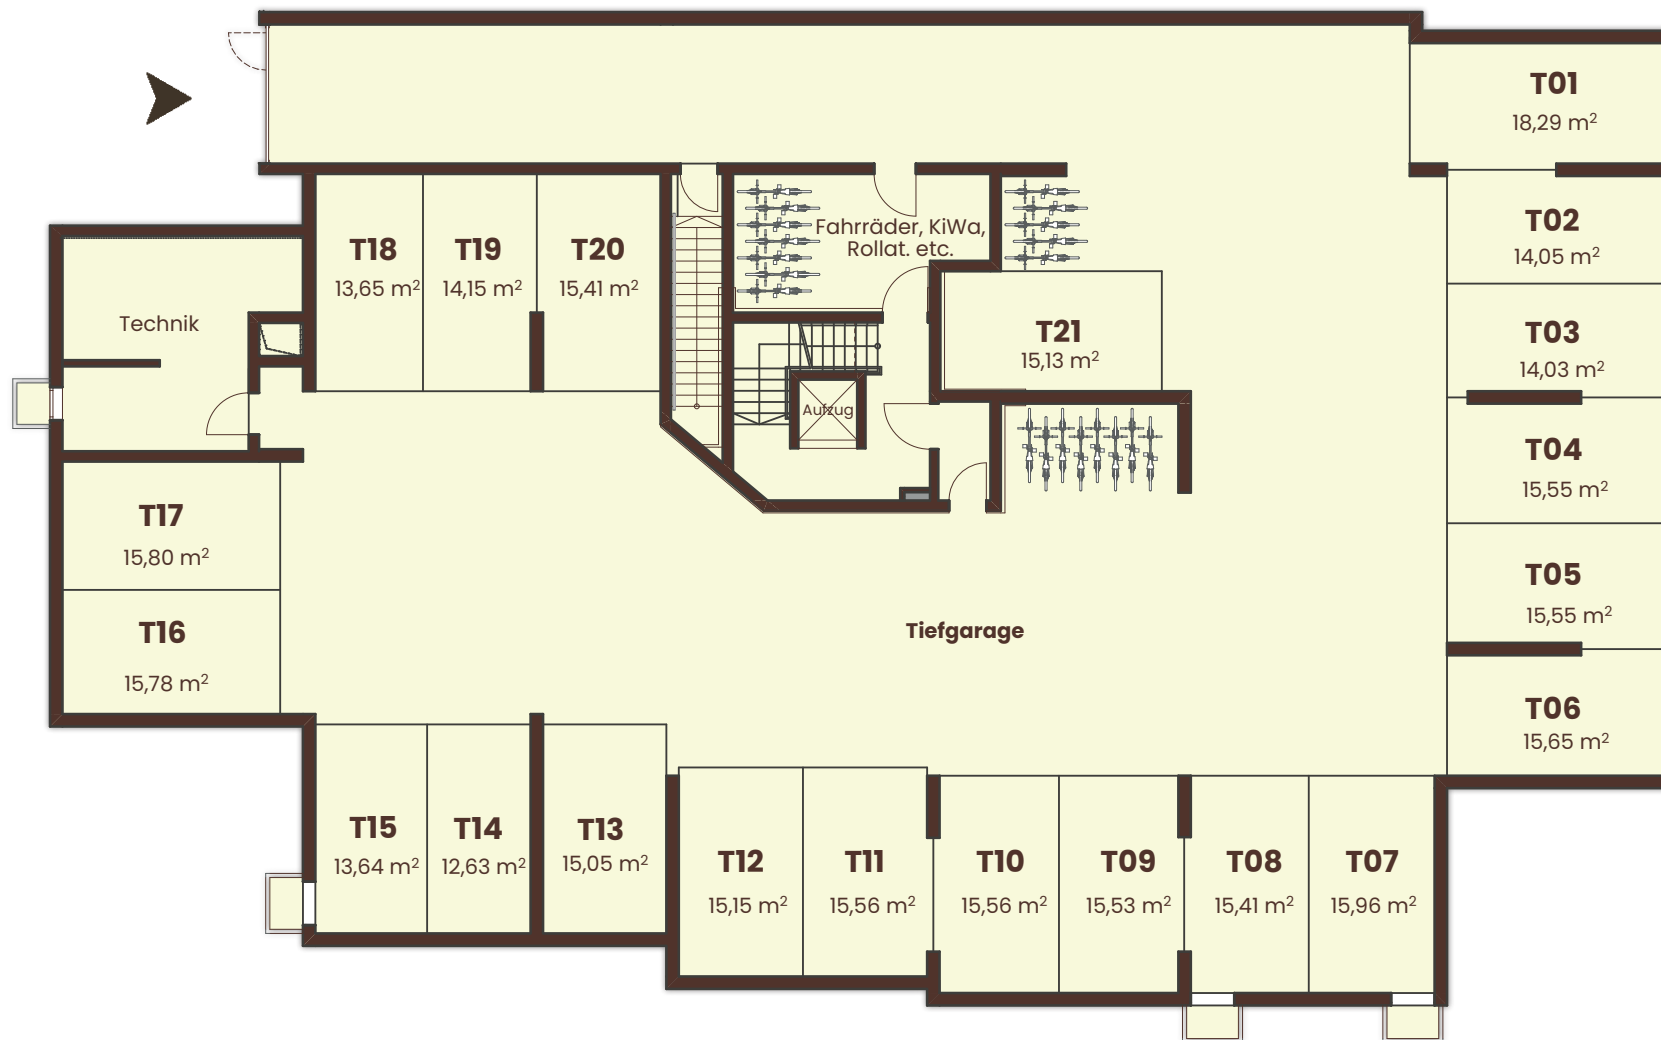 T01
18,29 m²
T02
14,05 m²
T03
14,03 m²
T04
15,55 m²
T05
15,55 m²
T06
15,65 m²
T18
13,65 m²
T19
14,15 m²
T20
15,41 m²
Fahrräder, KiWa,
Rollat. etc.
T21
15,13 m²
Technik
Aufzug
T17
15,80 m²
T16
15,78 m²
Tiefgarage
T15
13,64 m²
T14
12,63 m²
T13
15,05 m²
T12
15,15 m²
T11
15,56 m²
T10
15,56 m²
T09
15,53 m²
T08
15,41 m²
T07
15,96 m²